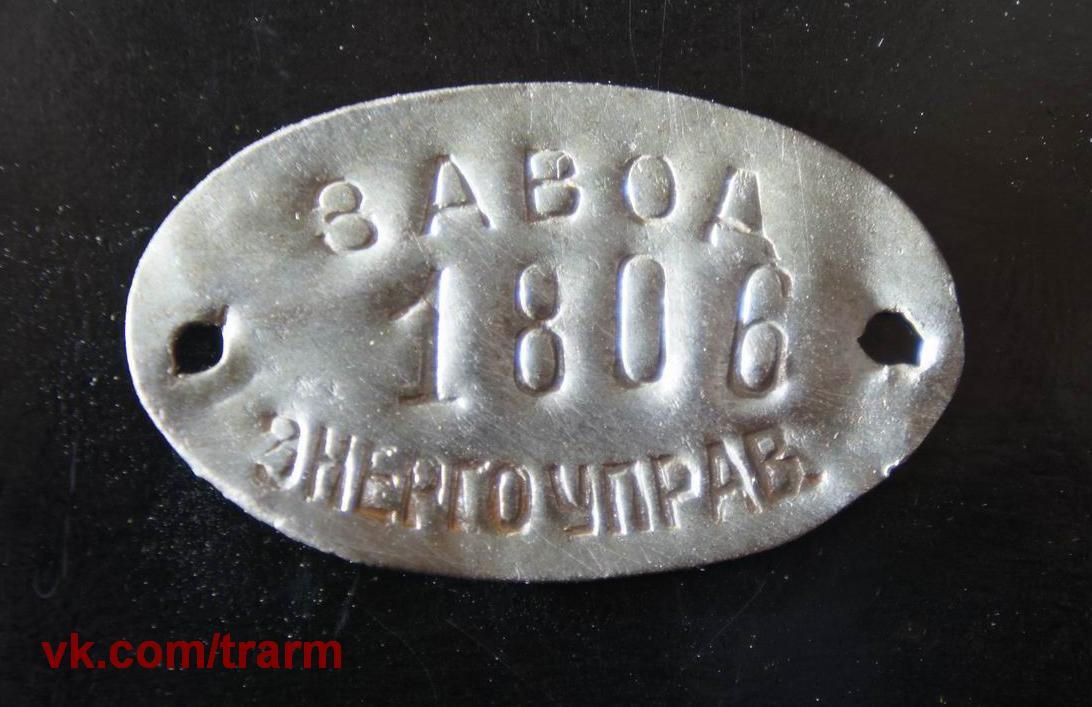 ЗАВОД
1806
ЭНЕРГОУПРАВ.
vk.com/trarm